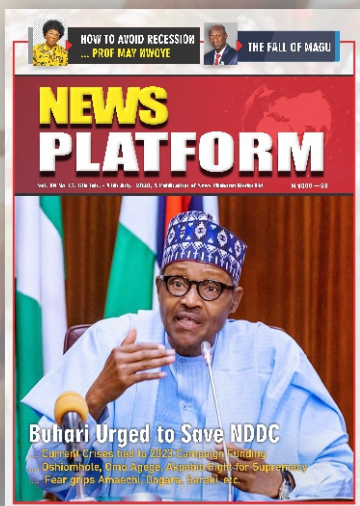 HOW TO AVOID RECESSION
... PROF MAY NWOYE
THE FALL OF MAGU
NEWS
PLATFORM
Buhari Urged to Save NDDC
.... Current Crises tied to 2023 Campaign Funding
.... Oshiomhole, Omo Agege, Akpabio Fight for Supremacy
.... Fear grips Amaechi, Dogara, Saraki, etc